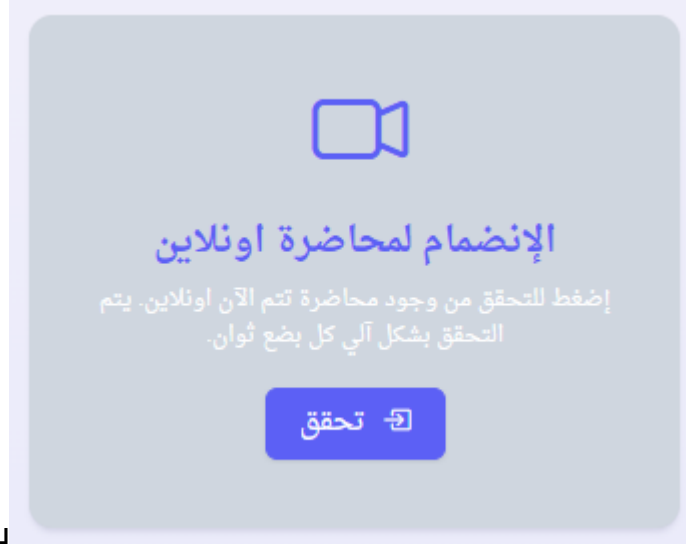 الإنضمام لمحاضرة اونلاين
إضغط للتحقق من وجود محاضرة تتم الآن اونلاين. يتم
التحقق بشكل آلي كل بضع ثوان.
تحقق